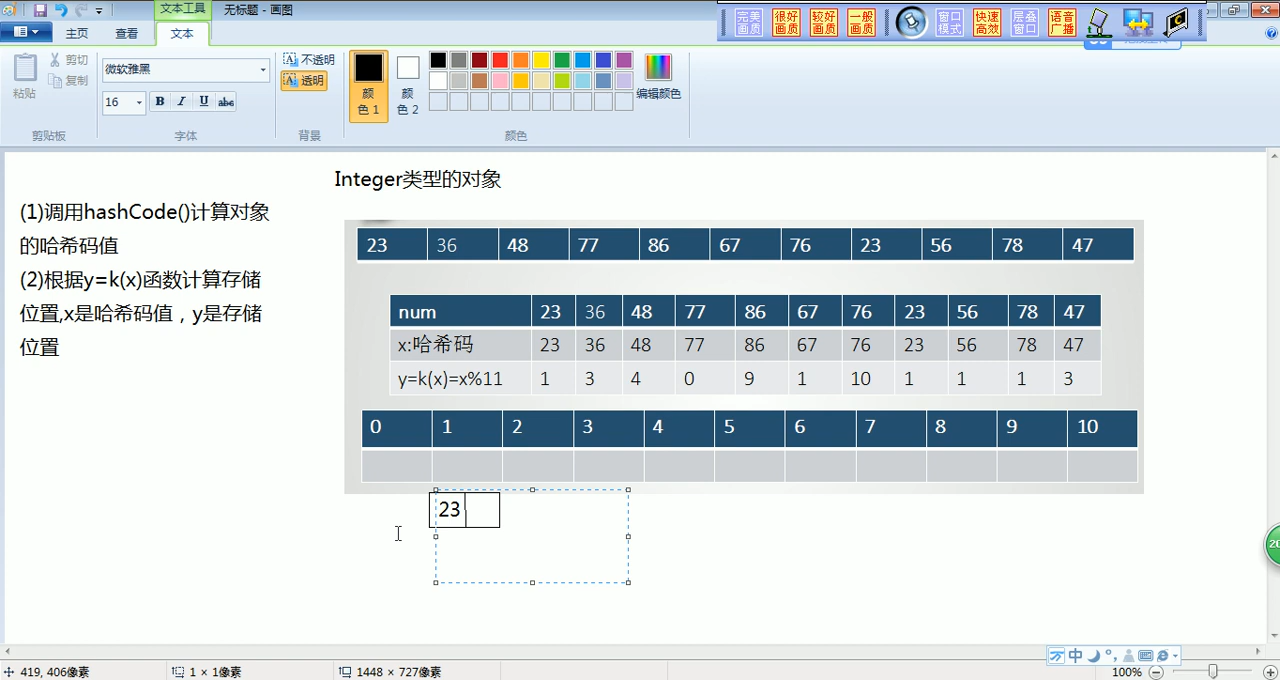 文本工具 无标题 - 画图
完美画质 很好画质 较好画质 一般画质 窗口模式 快速高效 层叠窗口 语音广播
主页 查看 文本
剪切
复制
粘贴
剪贴板
微软雅黑
16 B I U abc
字体
不透明
透明
背景
颜色 1
颜色 2
编辑颜色
颜色
Integer类型的对象
(1)调用hashCode()计算对象
的哈希码值
(2)根据y=k(x)函数计算存储
位置,x是哈希码值，y是存储
位置
23 36 48 77 86 67 76 23 56 78 47
num 23 36 48 77 86 67 76 23 56 78 47
x:哈希码 23 36 48 77 86 67 76 23 56 78 47
y=k(x)=x%11 1 3 4 0 9 1 10 1 1 1 3
0 1 2 3 4 5 6 7 8 9 10
23
中
419, 406像素 1 × 1像素 1448 × 727像素 100%